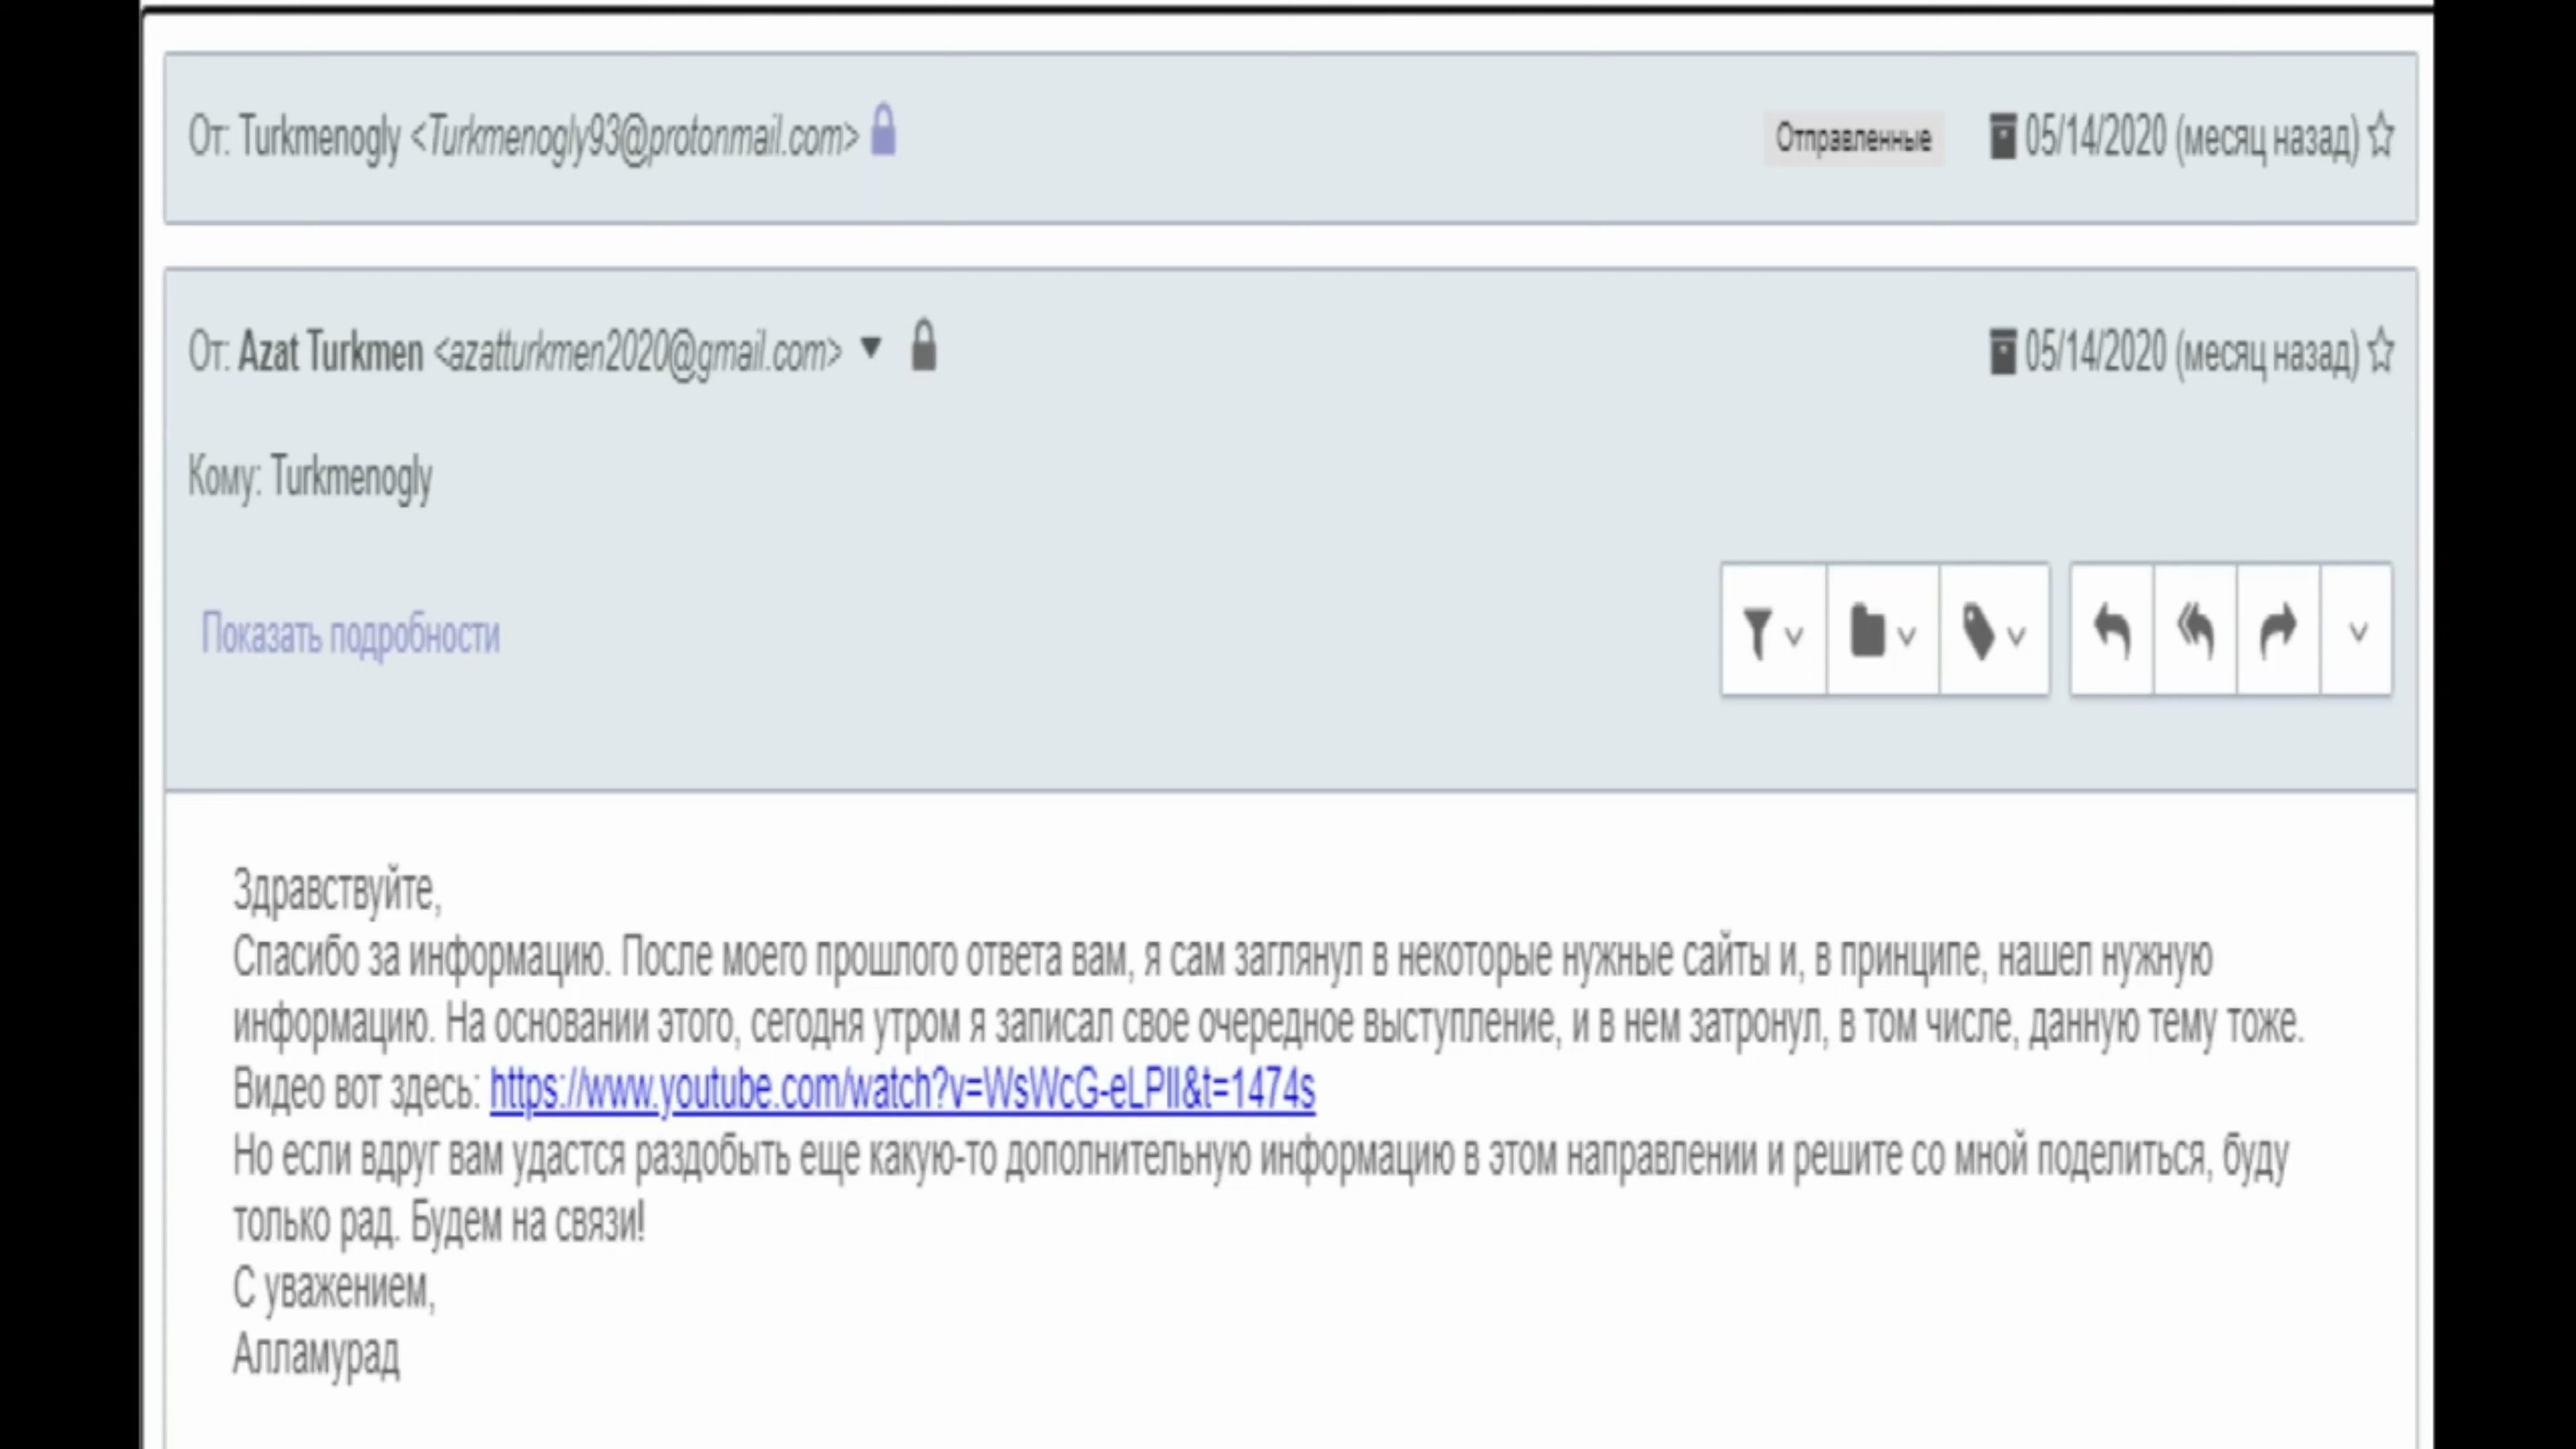 От: Turkmenogly <Turkmenogly93@protonmail.com> Отправленные 05/14/2020 (месяц назад)
От: Azat Turkmen <azatturkmen2020@gmail.com> 05/14/2020 (месяц назад)
Кому: Turkmenogly
Показать подробности
Здравствуйте,
Спасибо за информацию. После моего прошлого ответа вам, я сам заглянул в некоторые нужные сайты и, в принципе, нашел нужную
информацию. На основании этого, сегодня утром я записал свое очередное выступление, и в нем затронул, в том числе, данную тему тоже.
Видео вот здесь: https://www.youtube.com/watch?v=WsWcG-eLPlI&t=1474s
Но если вдруг вам удастся раздобыть еще какую-то дополнительную информацию в этом направлении и решите со мной поделиться, буду
только рад. Будем на связи!
С уважением,
Алламурад